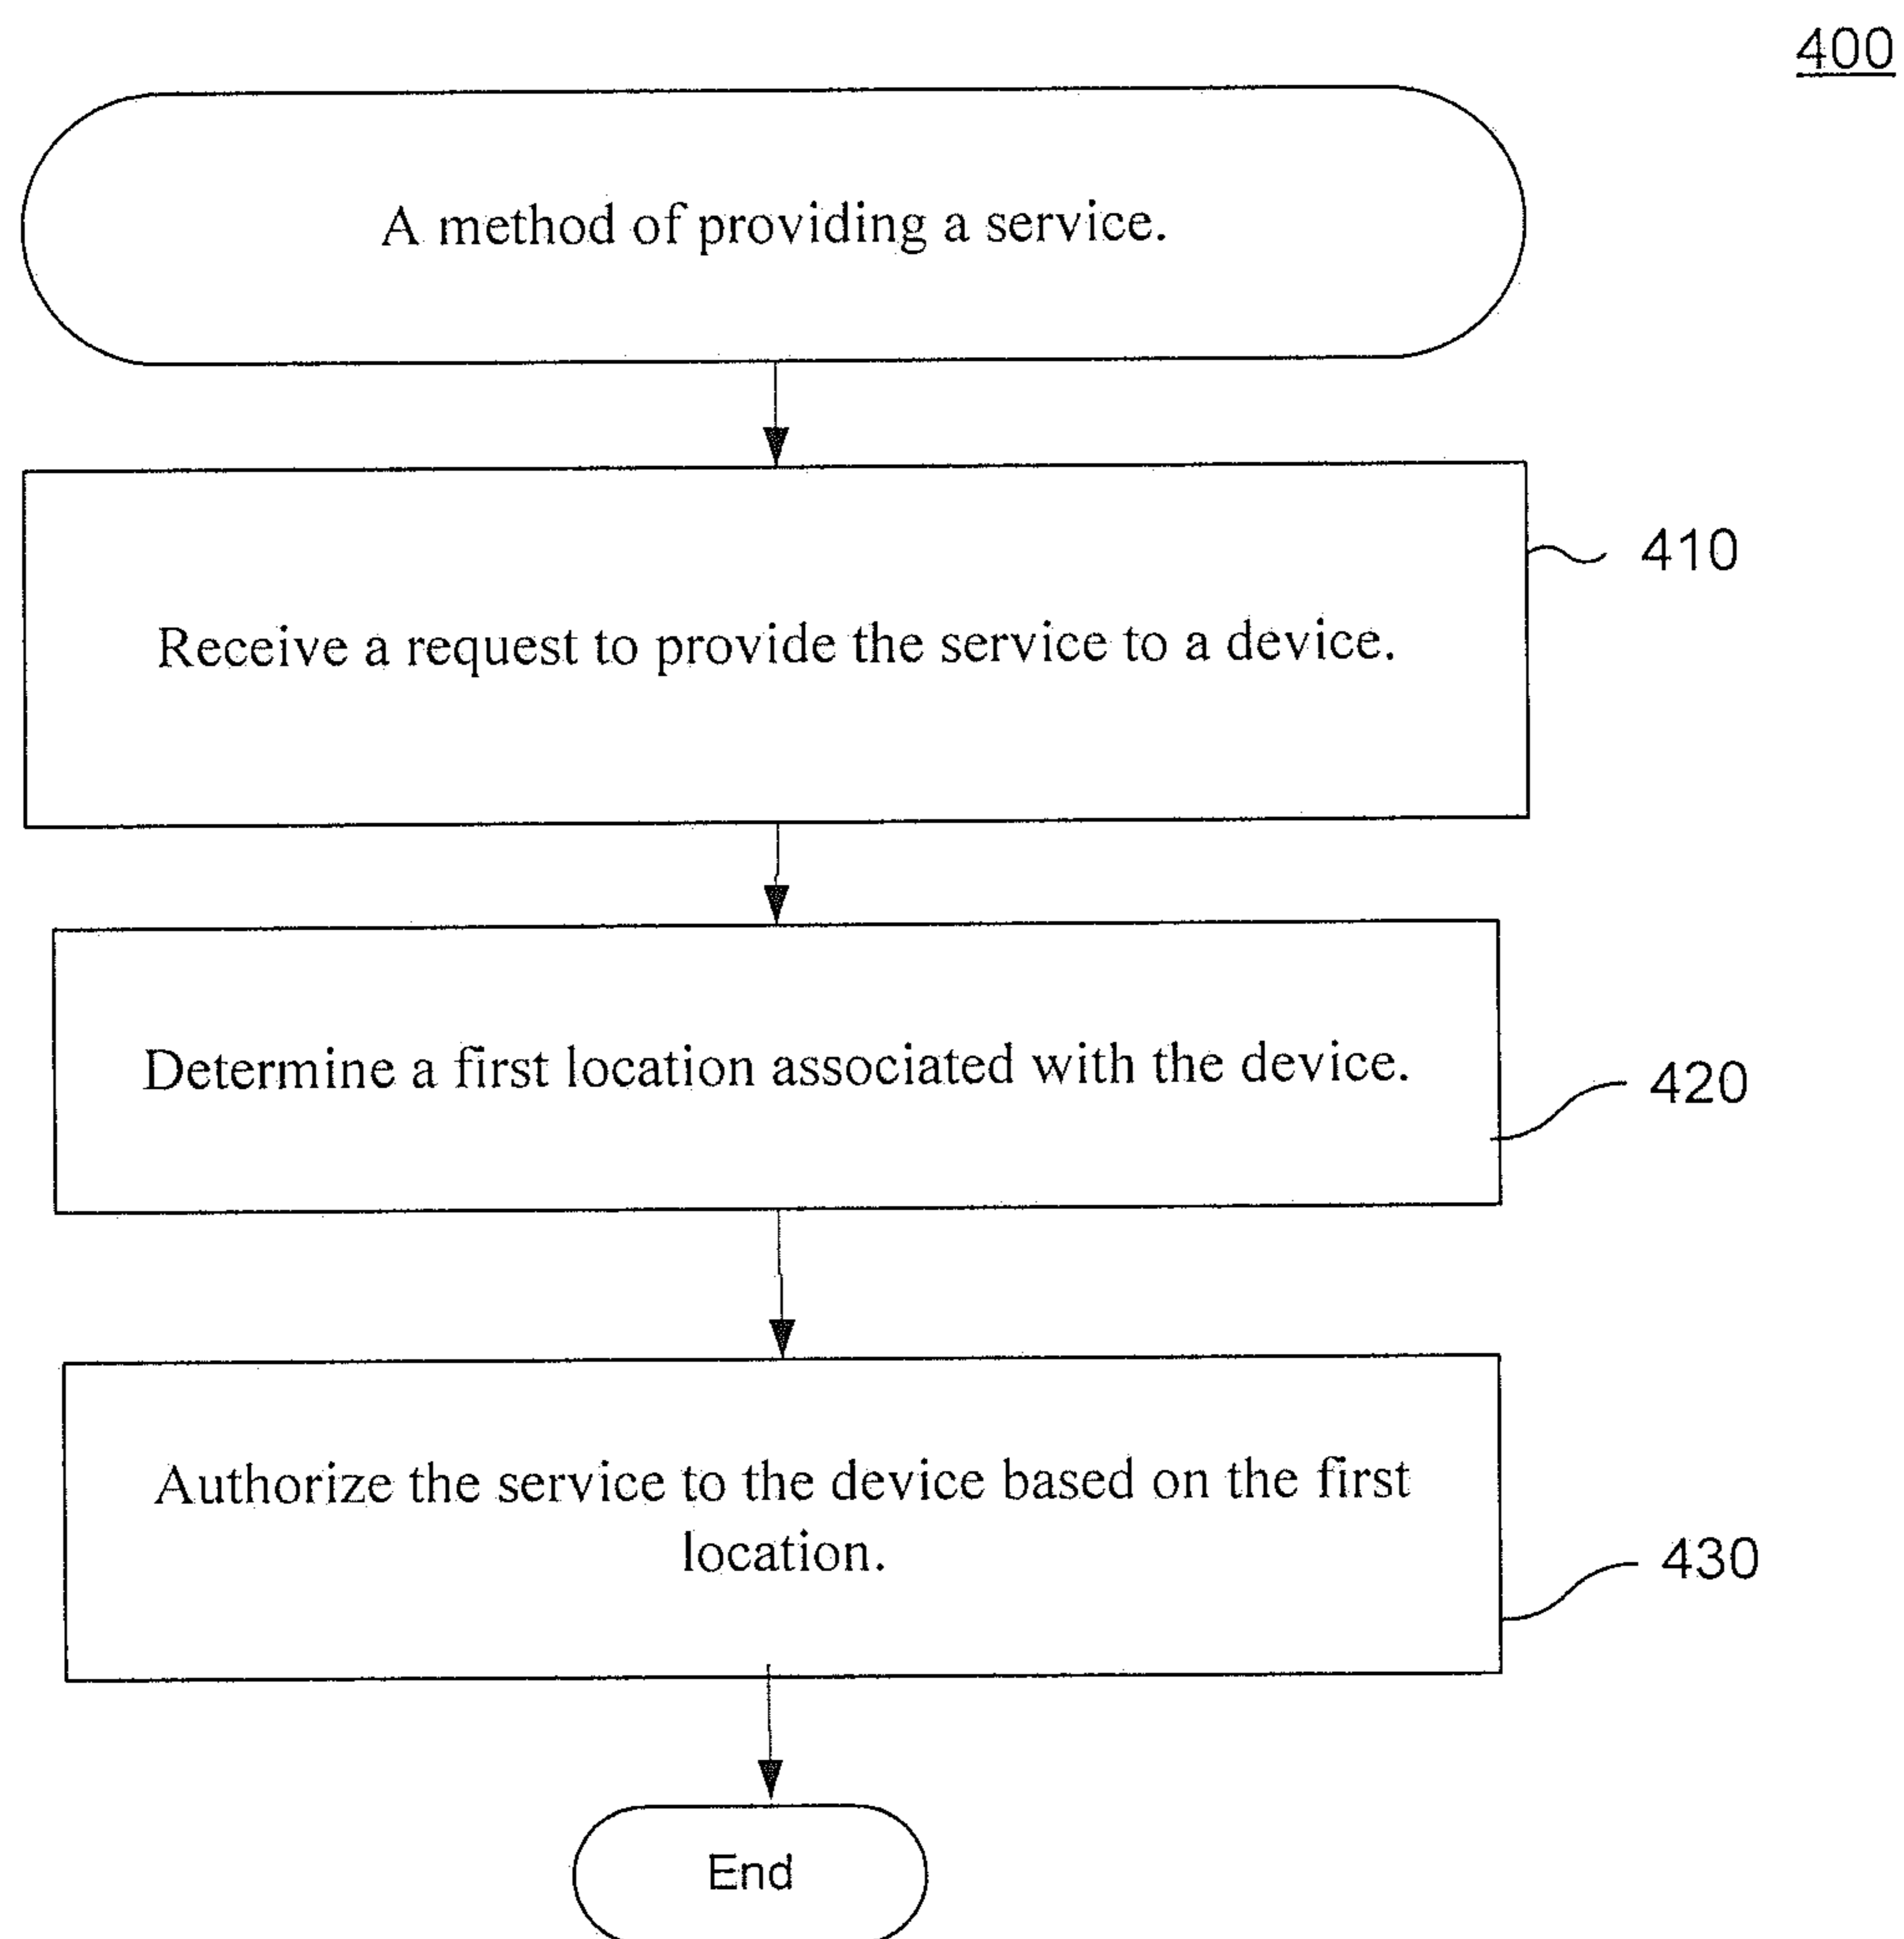 400
A method of providing a service.
410
Receive a request to provide the service to a device.
Determine a first location associated with the device.
420
Authorize the service to the device based on the first
location.
430
End